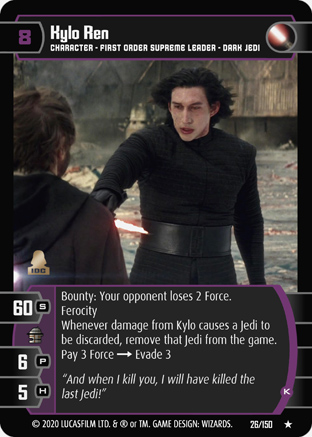 8
Kylo Ren
CHARACTER - FIRST ORDER SUPREME LEADER - DARK JEDI
IDC
60 S
6 P
5 H
Bounty: Your opponent loses 2 Force.
Ferocity
Whenever damage from Kylo causes a Jedi to
be discarded, remove that Jedi from the game.
Pay 3 Force → Evade 3
“And when I kill you, I will have killed the
last Jedi!”
K
© 2020 LUCASFILM LTD. & ® or TM. GAME DESIGN: WIZARDS.
26/150 ★